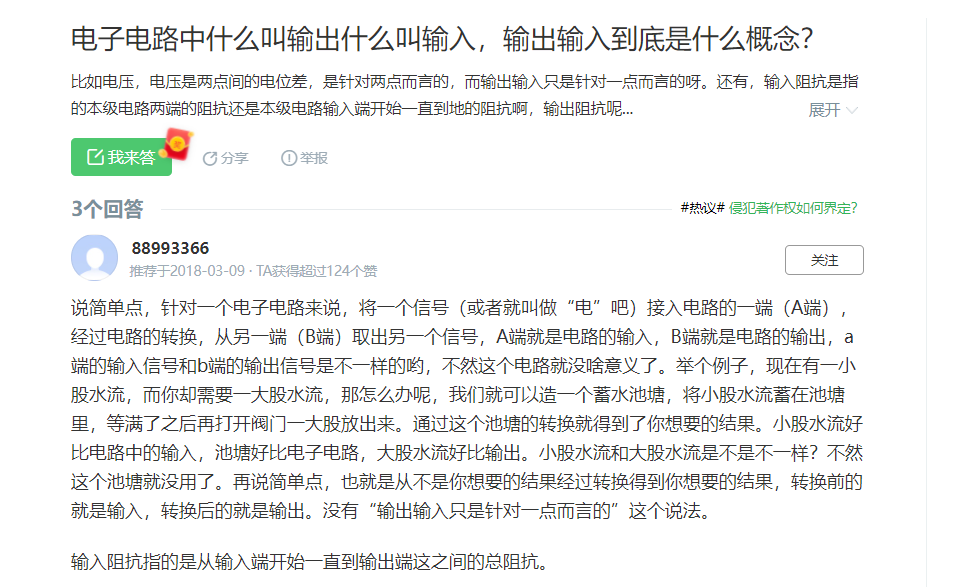 电子电路中什么叫输出什么叫输入，输出输入到底是什么概念？
比如电压，电压是两点间的电位差，是针对两点而言的，而输出输入只是针对一点而言的呀。还有，输入阻抗是指
的本级电路两端的阻抗还是本级电路输入端开始一直到地的阻抗啊，输出阻抗呢...
展开
我来答
分享
举报
3个回答
#热议# 侵犯著作权如何界定?
88993366
推荐于2018-03-09 · TA获得超过124个赞
关注
说简单点，针对一个电子电路来说，将一个信号（或者就叫做“电”吧）接入电路的一端（A端），
经过电路的转换，从另一端（B端）取出另一个信号，A端就是电路的输入，B端就是电路的输出，a
端的输入信号和b端的输出信号是不一样的哟，不然这个电路就没啥意义了。举个例子，现在有一小
股水流，而你却需要一大股水流，那怎么办呢，我们就可以造一个蓄水池塘，将小股水流蓄在池塘
里，等满了之后再打开阀门一大股放出来。通过这个池塘的转换就得到了你想要的结果。小股水流好
比电路中的输入，池塘好比电子电路，大股水流好比输出。小股水流和大股水流是不是不一样？不然
这个池塘就没用了。再说简单点，也就是从不是你想要的结果经过转换得到你想要的结果，转换前的
就是输入，转换后的就是输出。没有“输出输入只是针对一点而言的”这个说法。
输入阻抗指的是从输入端开始一直到输出端这之间的总阻抗。